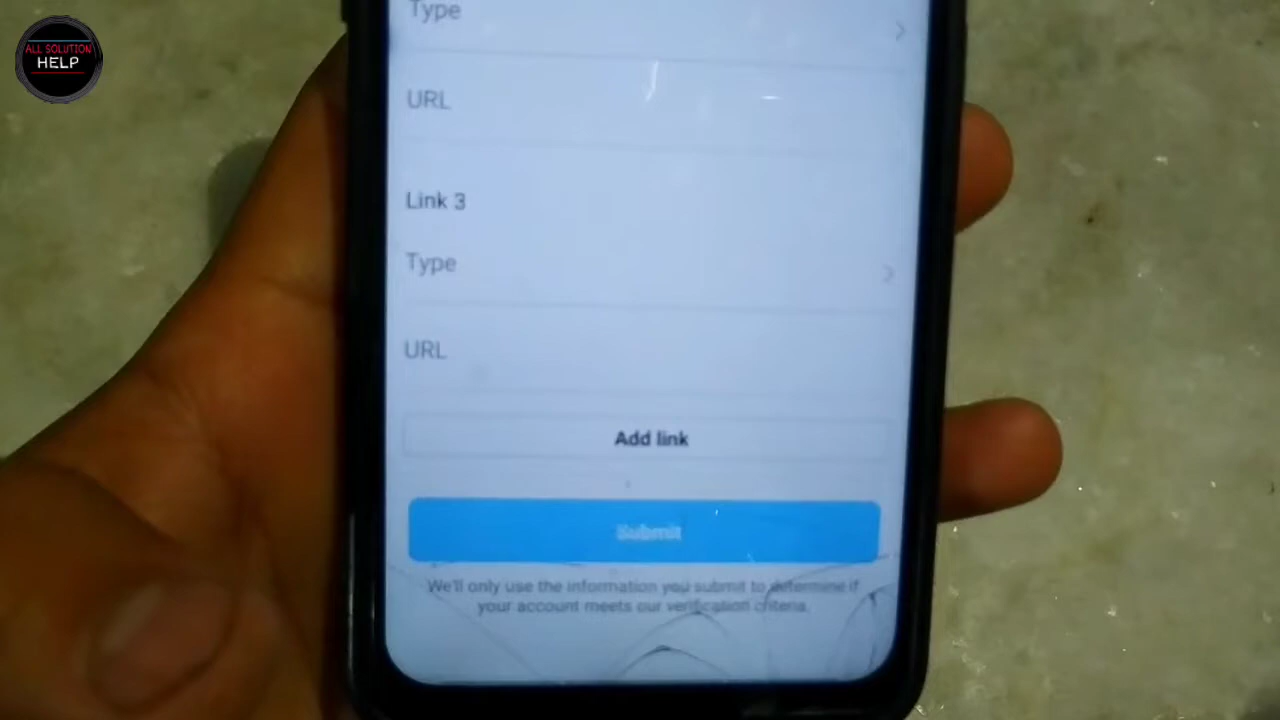 ALL SOLUTION
HELP
Type
URL
Link 3
Type
URL
Add link
Submit
We'll only use the information you submit to determine if
your account meets our verification criteria.